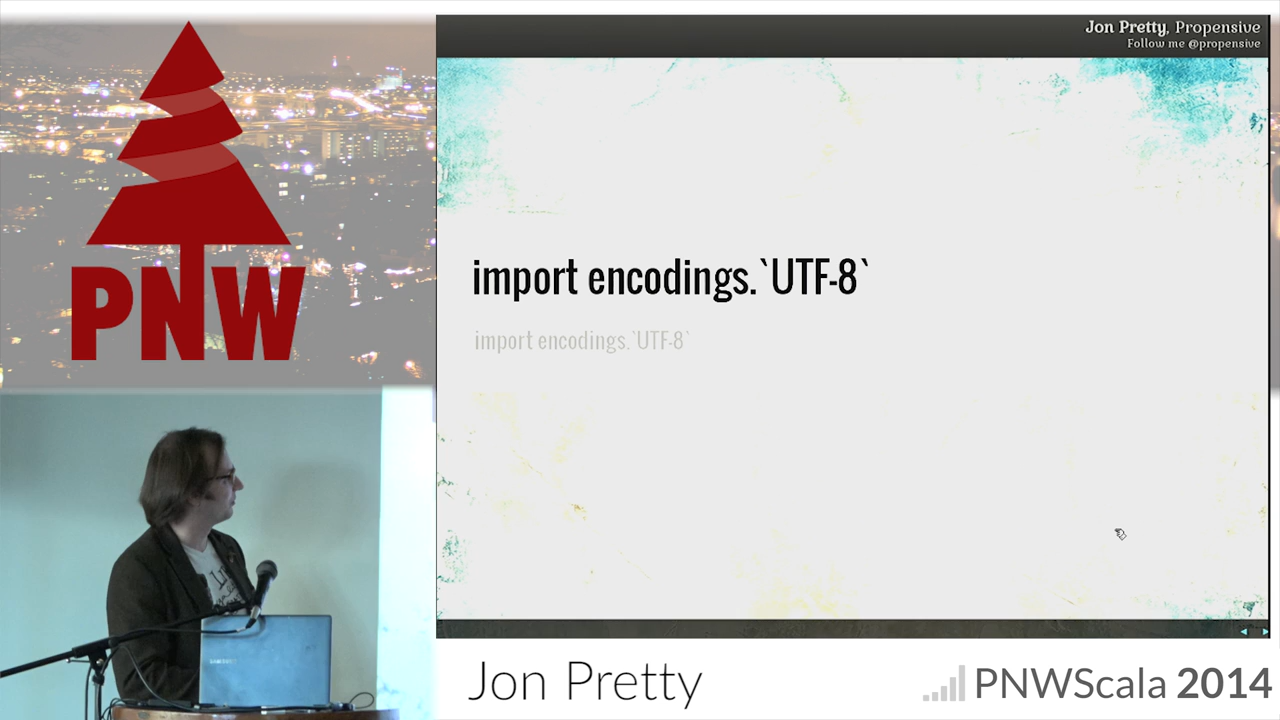 PNW
Jon Pretty, Propensive
Follow me @propensive
import encodings.`UTF-8`
import encodings.`UTF-8`
SAMSUNG
Jon Pretty
PNWScala 2014